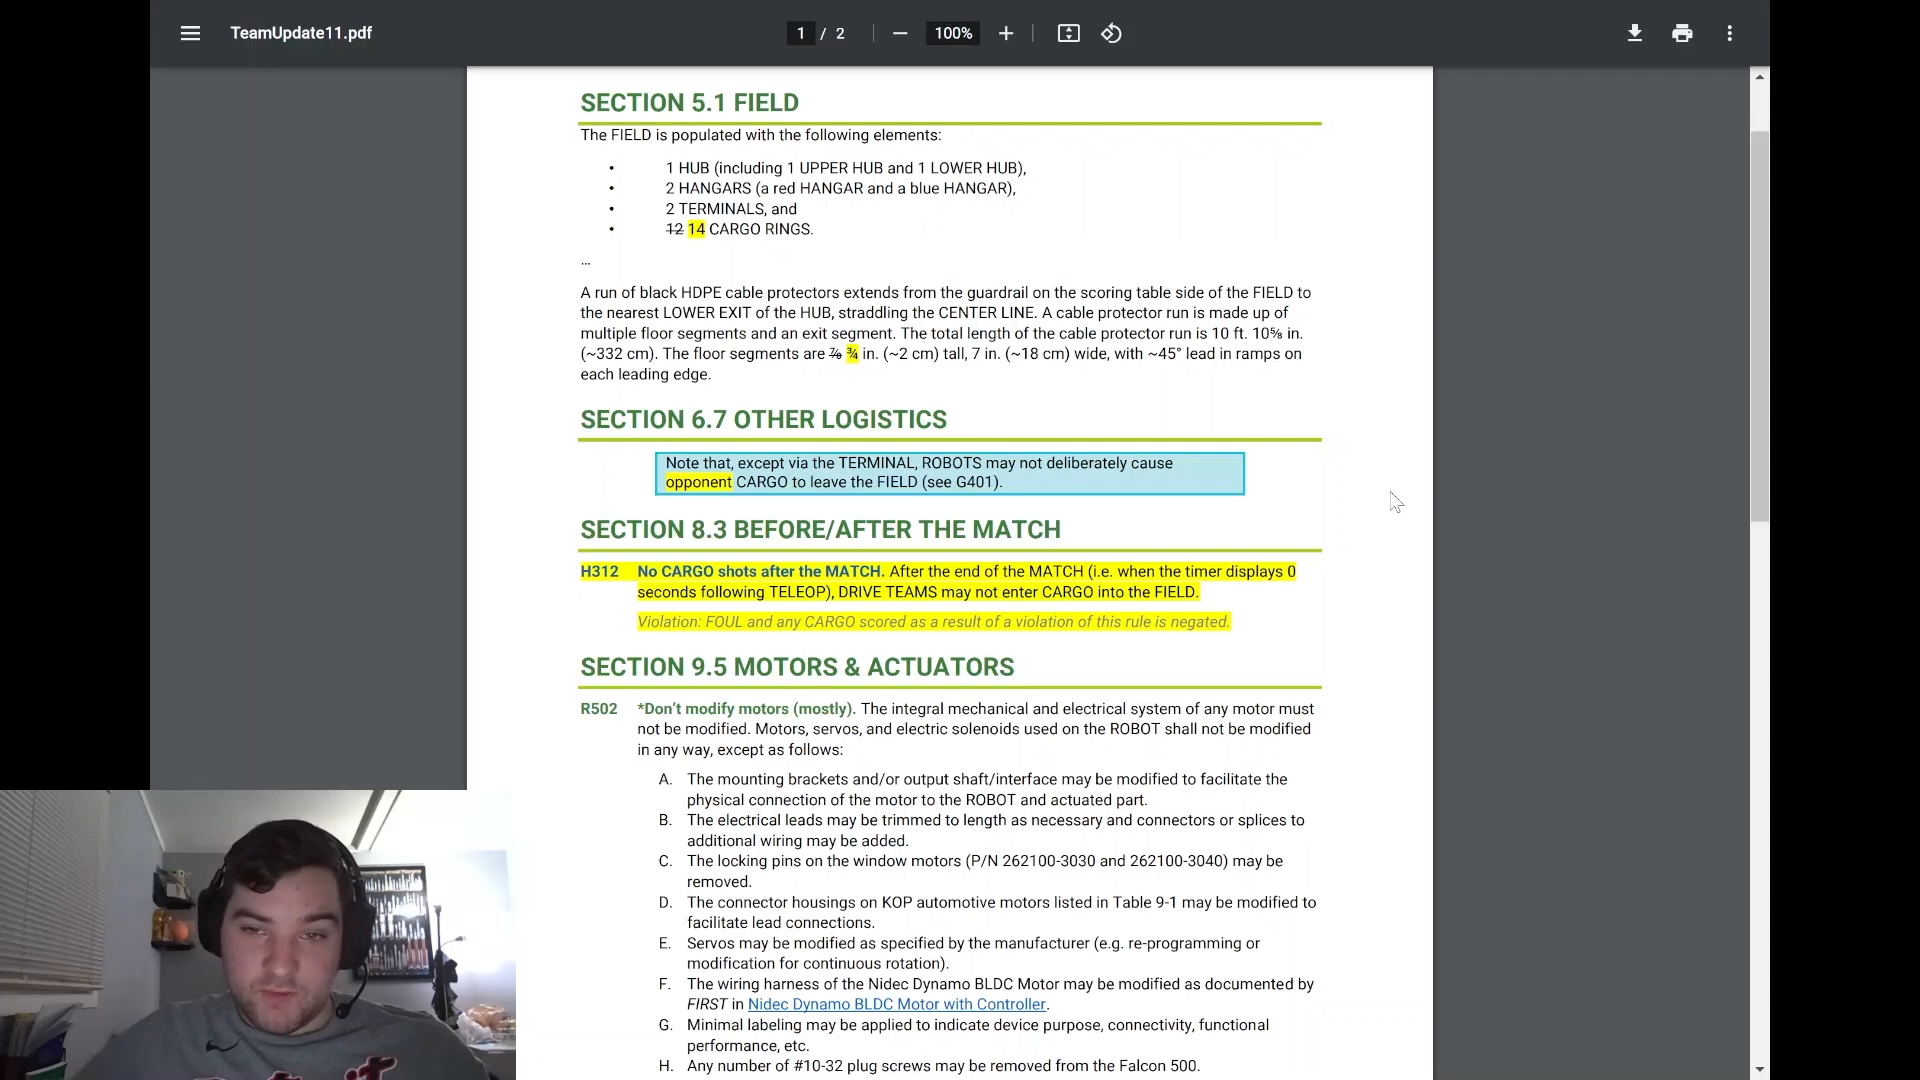 TeamUpdate11.pdf
1 / 2
100%
SECTION 5.1 FIELD
The FIELD is populated with the following elements:
• 1 HUB (including 1 UPPER HUB and 1 LOWER HUB),
• 2 HANGARS (a red HANGAR and a blue HANGAR),
• 2 TERMINALS, and
• 12 14 CARGO RINGS.
...
A run of black HDPE cable protectors extends from the guardrail on the scoring table side of the FIELD to
the nearest LOWER EXIT of the HUB, straddling the CENTER LINE. A cable protector run is made up of
multiple floor segments and an exit segment. The total length of the cable protector run is 10 ft. 10⅝ in.
(~332 cm). The floor segments are ⅞ ¾ in. (~2 cm) tall, 7 in. (~18 cm) wide, with ~45° lead in ramps on
each leading edge.
SECTION 6.7 OTHER LOGISTICS
Note that, except via the TERMINAL, ROBOTS may not deliberately cause
opponent CARGO to leave the FIELD (see G401).
SECTION 8.3 BEFORE/AFTER THE MATCH
H312 No CARGO shots after the MATCH. After the end of the MATCH (i.e. when the timer displays 0
seconds following TELEOP), DRIVE TEAMS may not enter CARGO into the FIELD.
Violation: FOUL and any CARGO scored as a result of a violation of this rule is negated.
SECTION 9.5 MOTORS & ACTUATORS
R502 *Don't modify motors (mostly). The integral mechanical and electrical system of any motor must
not be modified. Motors, servos, and electric solenoids used on the ROBOT shall not be modified
in any way, except as follows:
A. The mounting brackets and/or output shaft/interface may be modified to facilitate the
physical connection of the motor to the ROBOT and actuated part.
B. The electrical leads may be trimmed to length as necessary and connectors or splices to
additional wiring may be added.
C. The locking pins on the window motors (P/N 262100-3030 and 262100-3040) may be
removed.
D. The connector housings on KOP automotive motors listed in Table 9-1 may be modified to
facilitate lead connections.
E. Servos may be modified as specified by the manufacturer (e.g. re-programming or
modification for continuous rotation).
F. The wiring harness of the Nidec Dynamo BLDC Motor may be modified as documented by
FIRST in Nidec Dynamo BLDC Motor with Controller.
G. Minimal labeling may be applied to indicate device purpose, connectivity, functional
performance, etc.
H. Any number of #10-32 plug screws may be removed from the Falcon 500.